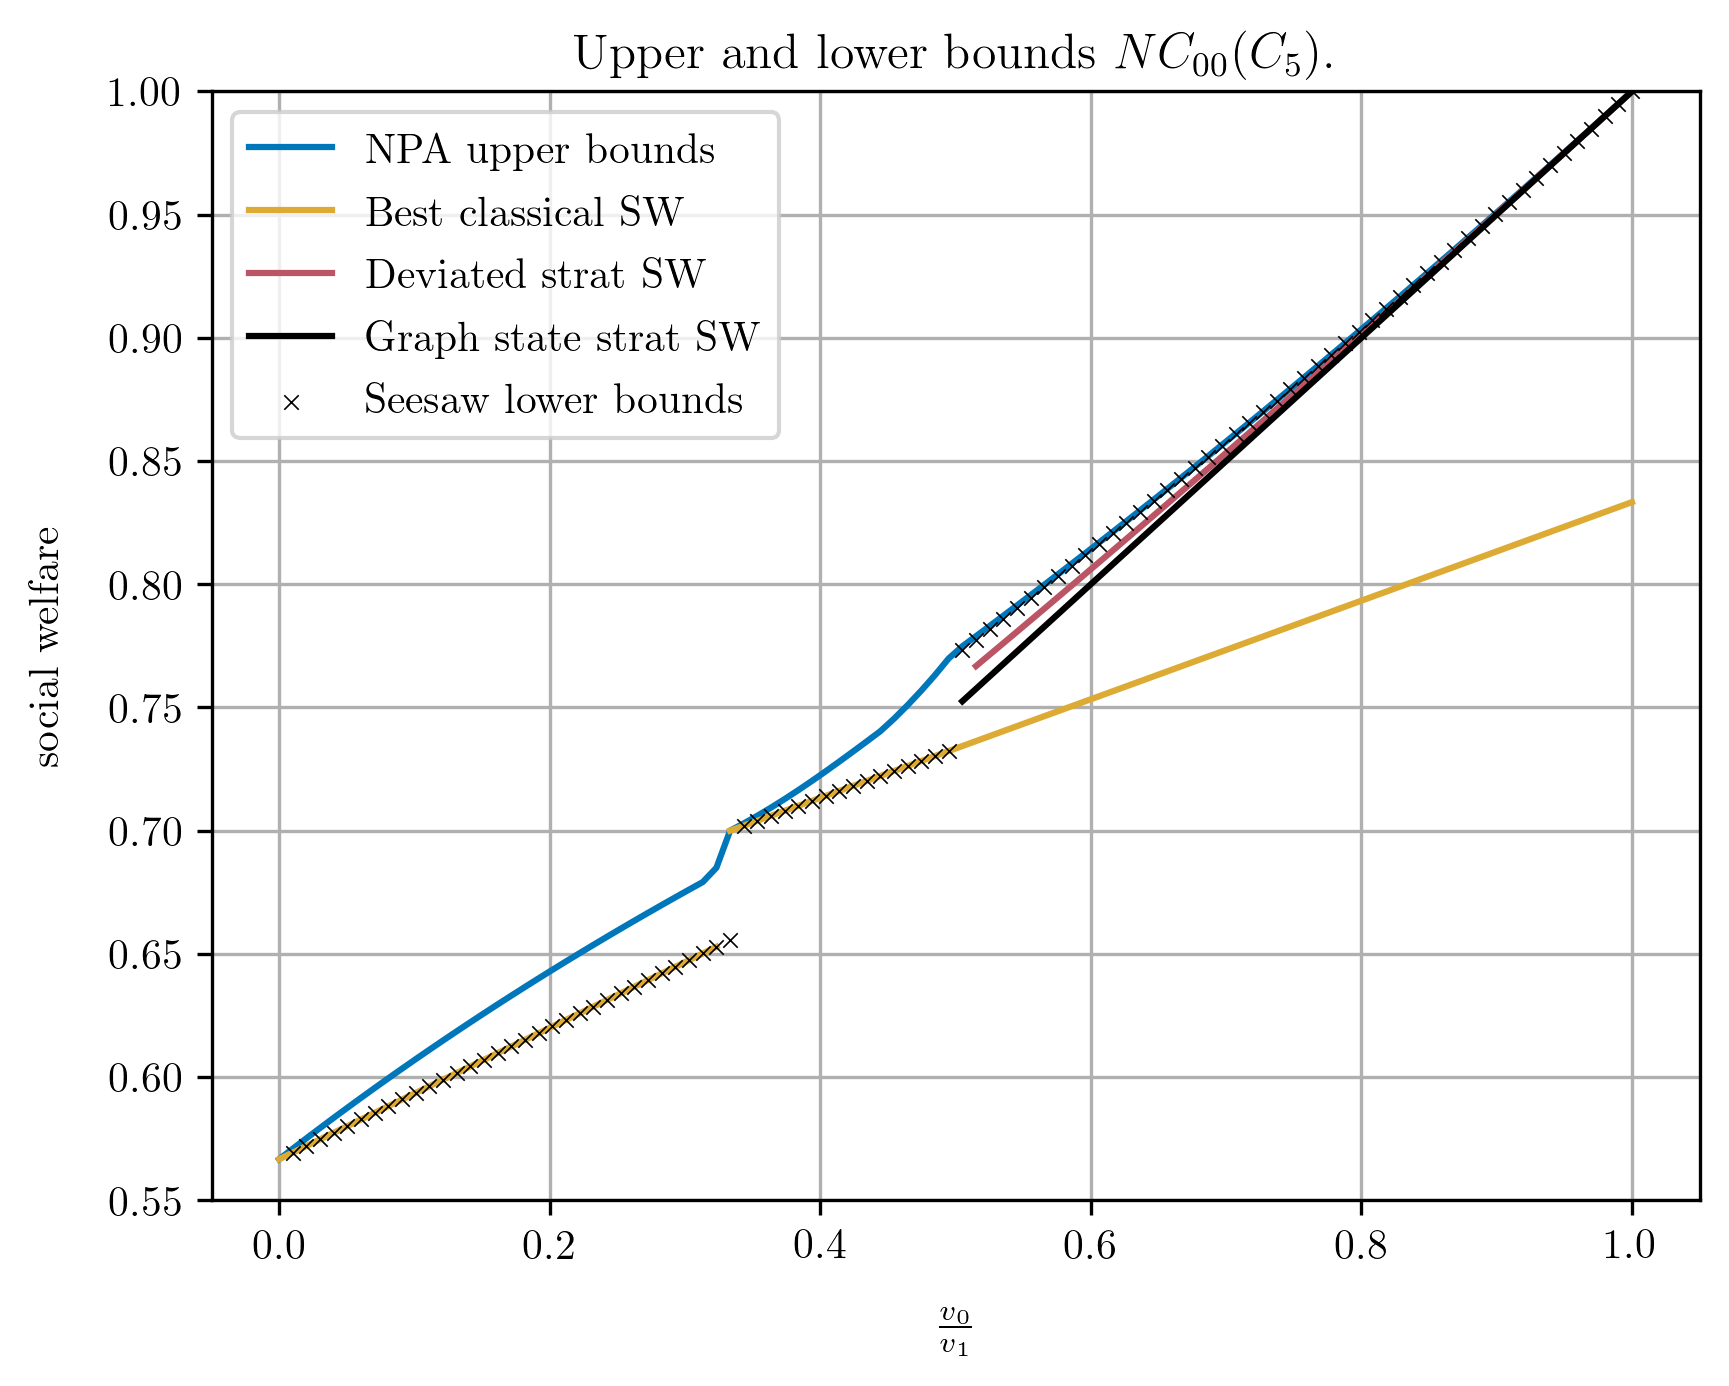 Upper and lower bounds $NC_{00}(C_5)$.
1.00
0.95
0.90
0.85
0.80
0.75
0.70
0.65
0.60
0.55
social welfare
NPA upper bounds
Best classical SW
Deviated strat SW
Graph state strat SW
Seesaw lower bounds
0.0 0.2 0.4 0.6 0.8 1.0
$\frac{v_0}{v_1}$